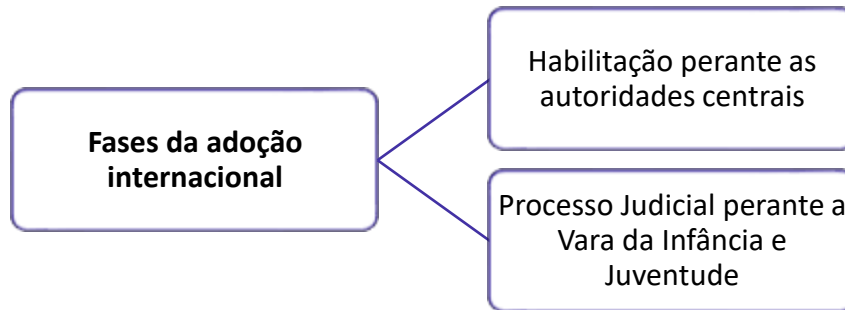 Fases da adoção
internacional
Habilitação perante as
autoridades centrais
Processo Judicial perante a
Vara da Infância e
Juventude